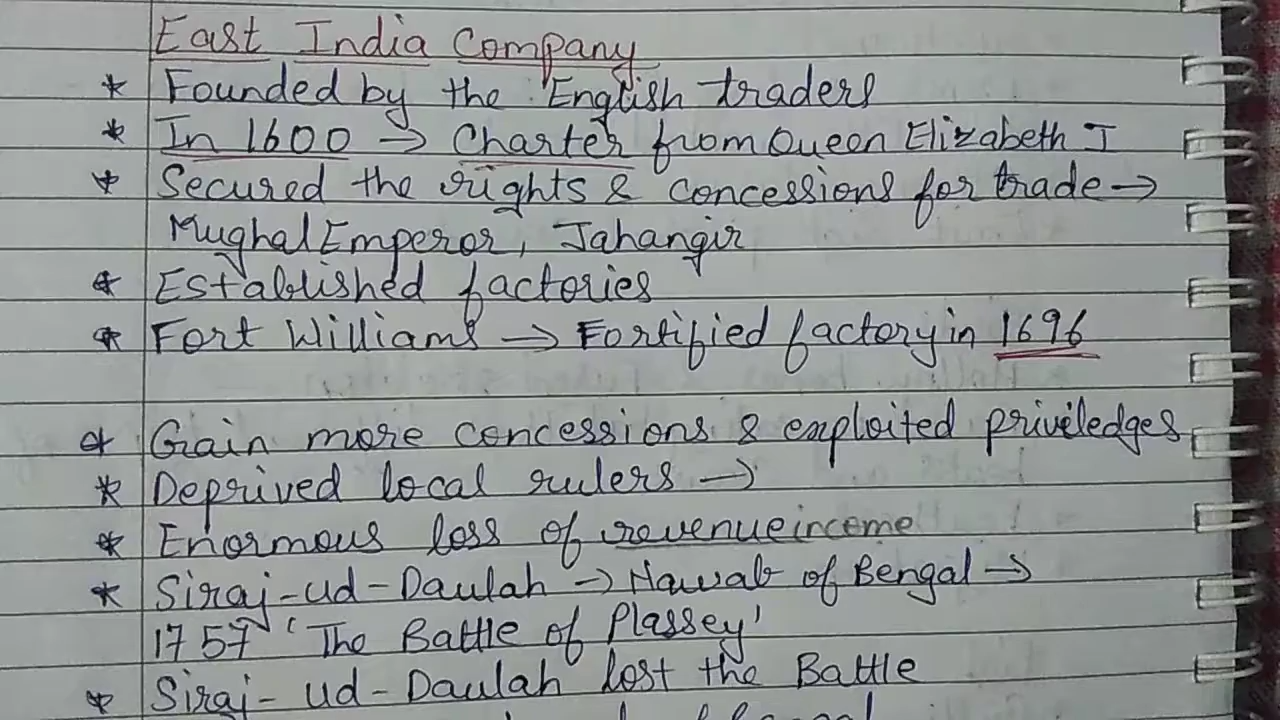 East India Company
* Founded by the English traders
* In 1600 → Charter from Queen Elizabeth I
* Secured the rights & concessions for trade →
Mughal Emperor, Jahangir
* Established factories
* Fort Williams → Fortified factory in 1696
* Gain more concessions & exploited priviledges
* Deprived local rulers →
* Enormous loss of revenue income
* Siraj-ud-Daulah → Nawab of Bengal →
1757 'The Battle of Plassey'
* Siraj-ud-Daulah lost the Battle